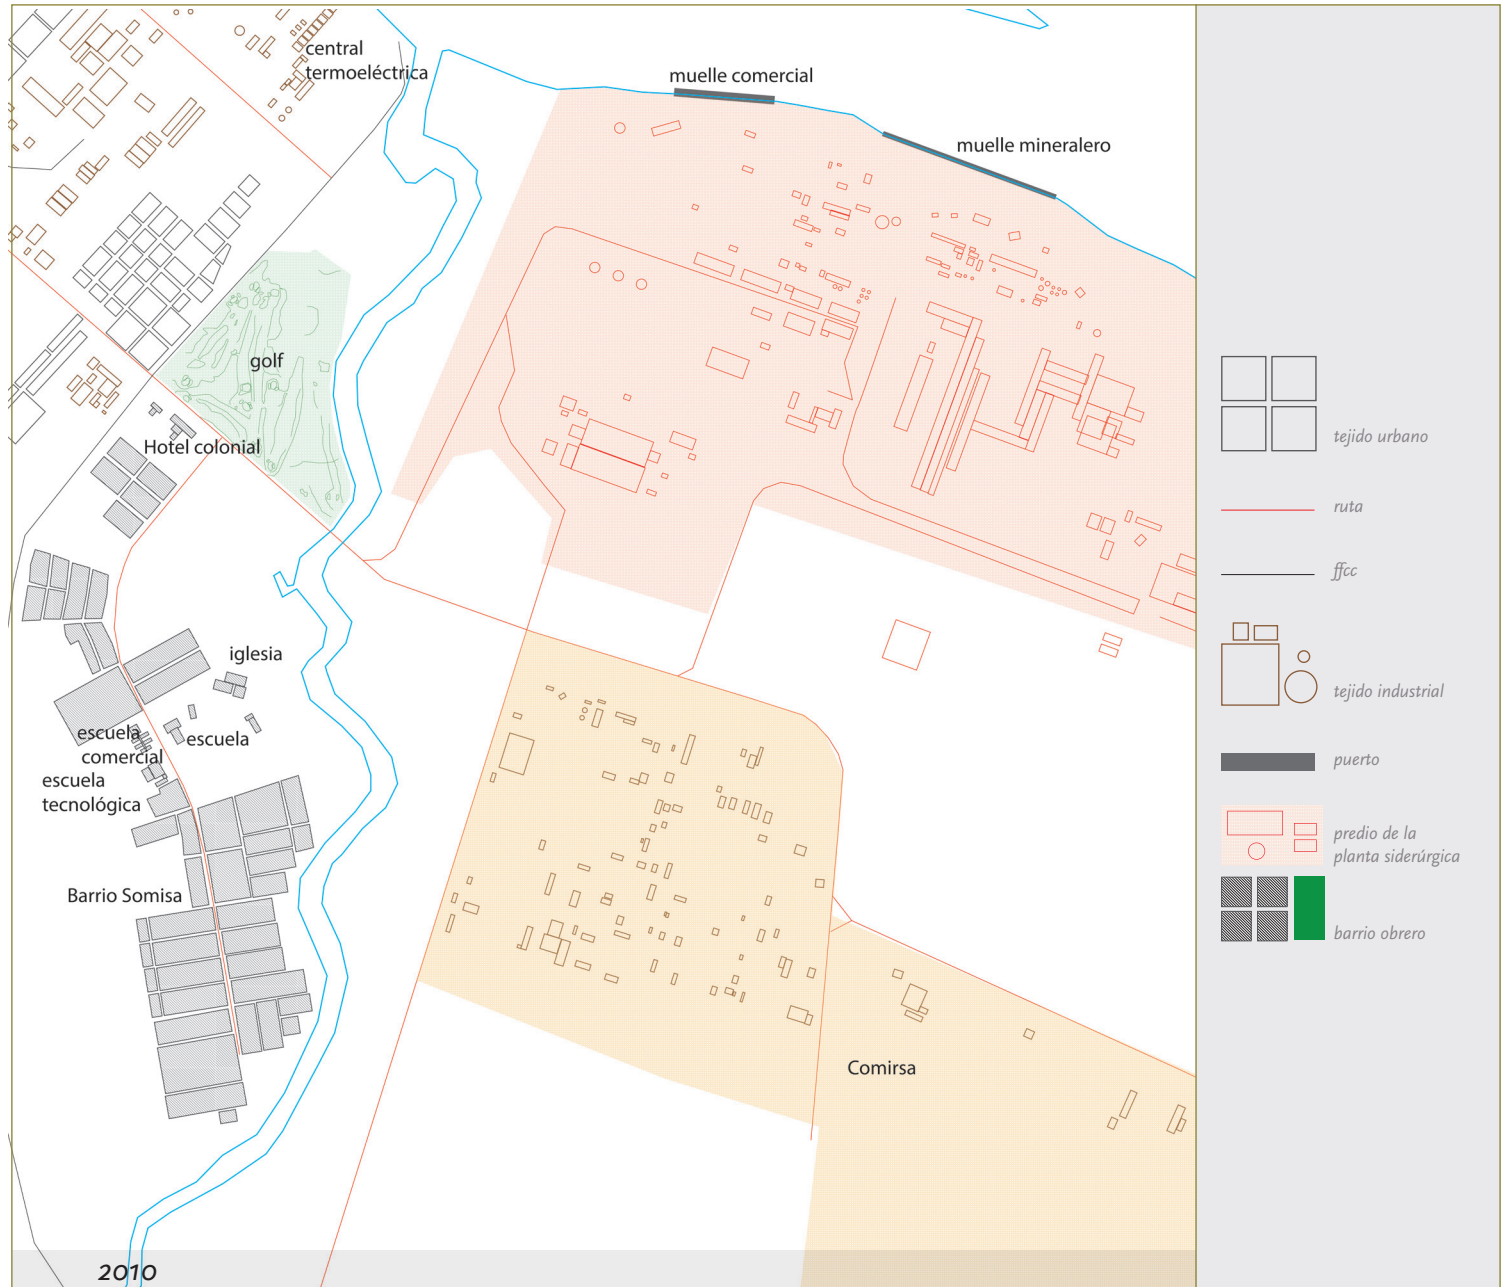 central
termoeléctrica
muelle comercial
muelle mineralero
golf
Hotel colonial
iglesia
escuela
comercial
escuela
escuela
tecnológica
Barrio Somisa
Comirsa
2010
tejido urbano
ruta
ffcc
tejido industrial
puerto
predio de la
planta siderúrgica
barrio obrero